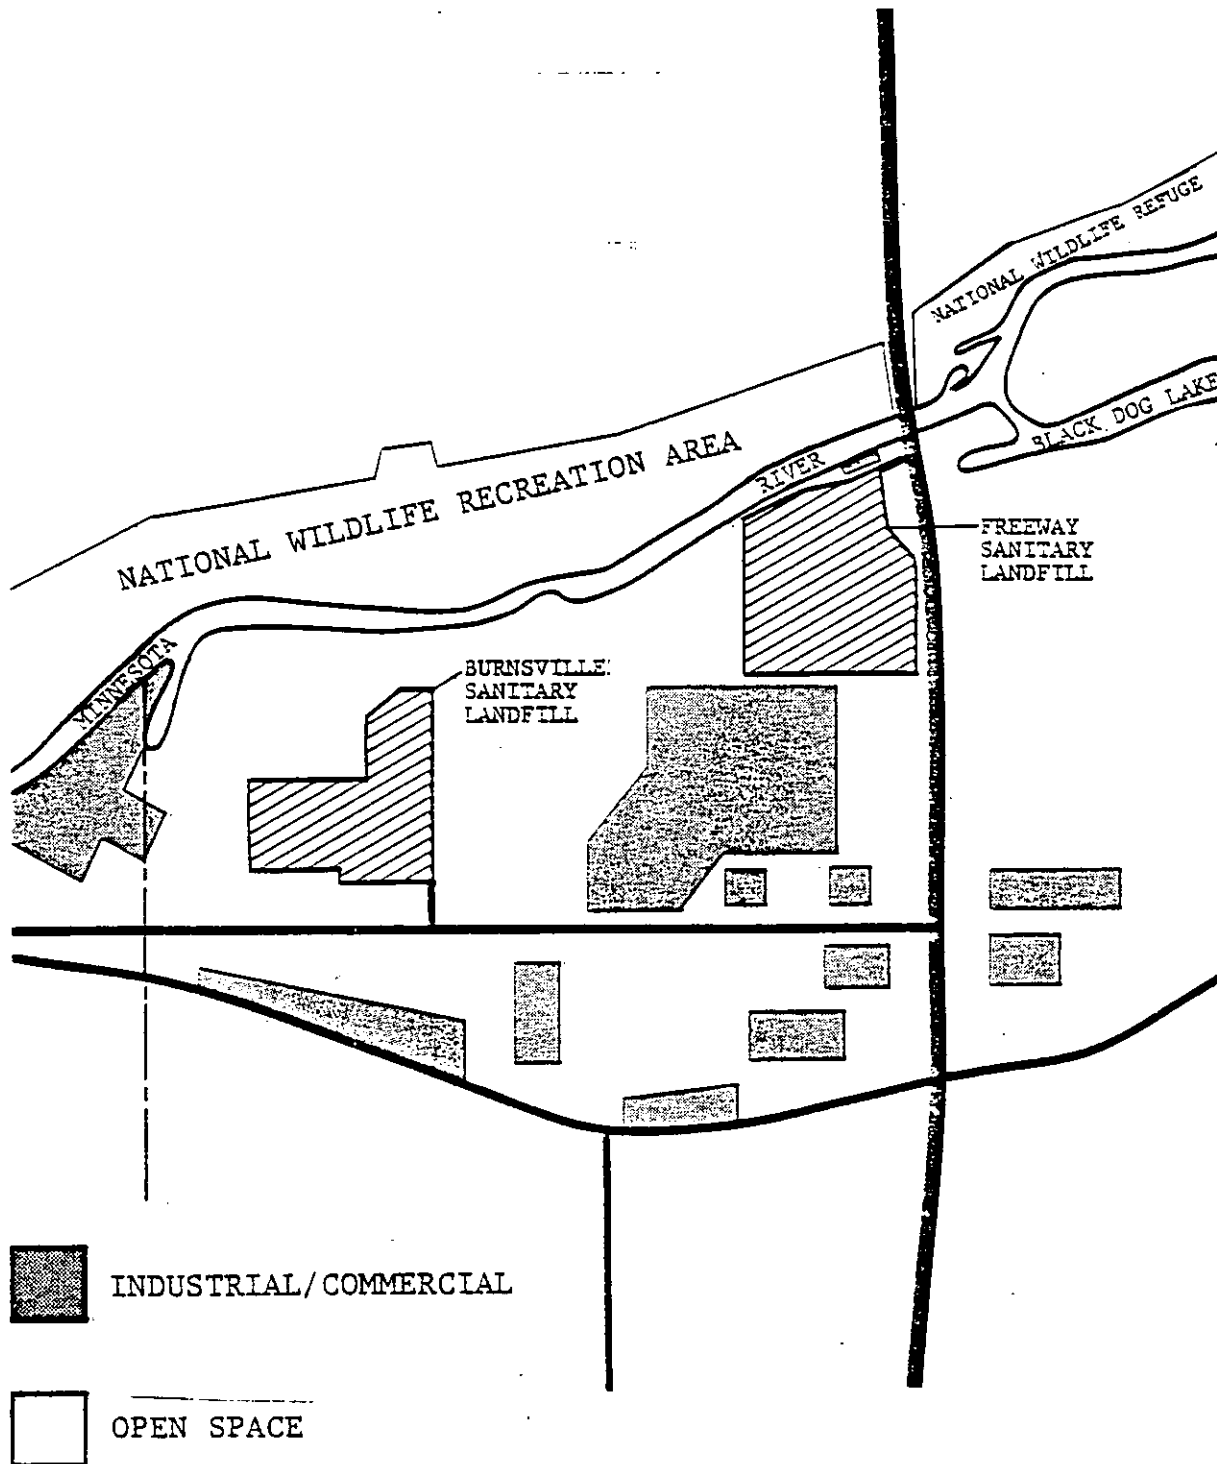 NATIONAL WILDLIFE REFUGE
BLACK DOG LAKE
NATIONAL WILDLIFE RECREATION AREA
RIVER
FREEWAY
SANITARY
LANDFILL
MINNESOTA
BURNSVILLE
SANITARY
LANDFILL
INDUSTRIAL/COMMERCIAL
OPEN SPACE